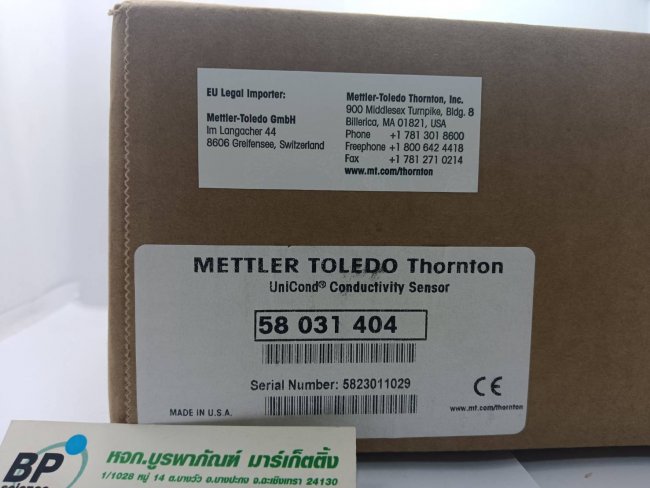 EU Legal Importer:
Mettler-Toledo GmbH
Im Langacher 44
8606 Greifensee, Switzerland
Mettler-Toledo Thornton, Inc.
900 Middlesex Turnpike, Bldg. 8
Billerica, MA 01821, USA
Phone +1 781 301 8600
Freephone +1 800 642 4418
Fax +1 781 271 0214
www.mt.com/thornton
METTLER TOLEDO Thornton
UniCond® Conductivity Sensor
58 031 404
Serial Number: 5823011029
CE
MADE IN U.S.A.
www.mt.com/thornton
BP
science
หจก.บูรพาภัณฑ์ มาร์เก็ตติ้ง
1/1028 หมู่ 14 ต.บางวัว อ.บางปะกง จ.ฉะเชิงเทรา 24130